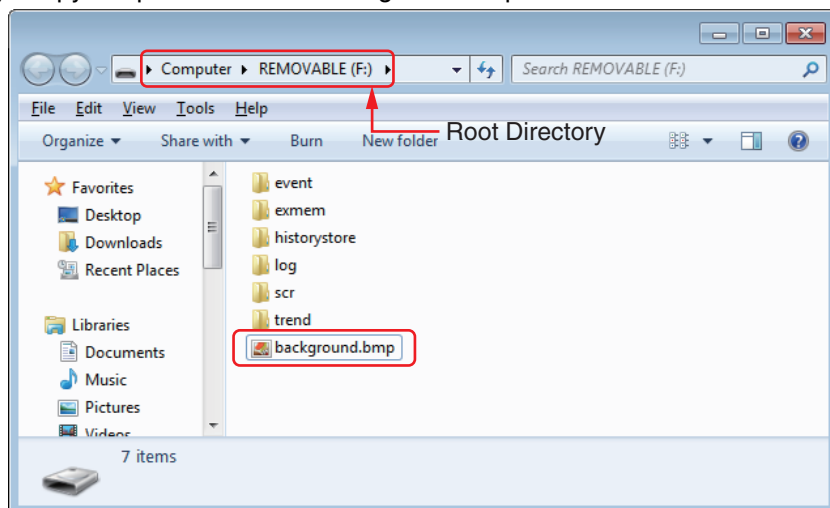 Computer REMOVABLE (F:) Search REMOVABLE (F:)
File Edit View Tools Help
Root Directory
Organize Share with Burn New folder
Favorites
Desktop
Downloads
Recent Places
Libraries
Documents
Music
Pictures
Videos
event
exmem
historystore
log
scr
trend
background.bmp
7 items